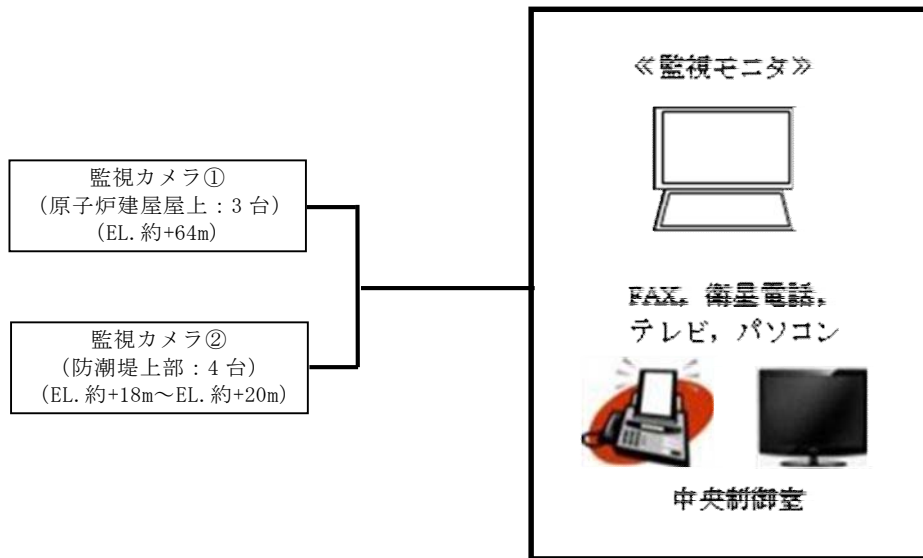 監視カメラ①
(原子炉建屋屋上:3台)
(EL.約+64m)
監視カメラ②
(防潮堤上部:4台)
(EL.約+18m～EL.約+20m)
≪監視モニタ≫
FAX,衛星電話,
テレビ,パソコン
中央制御室